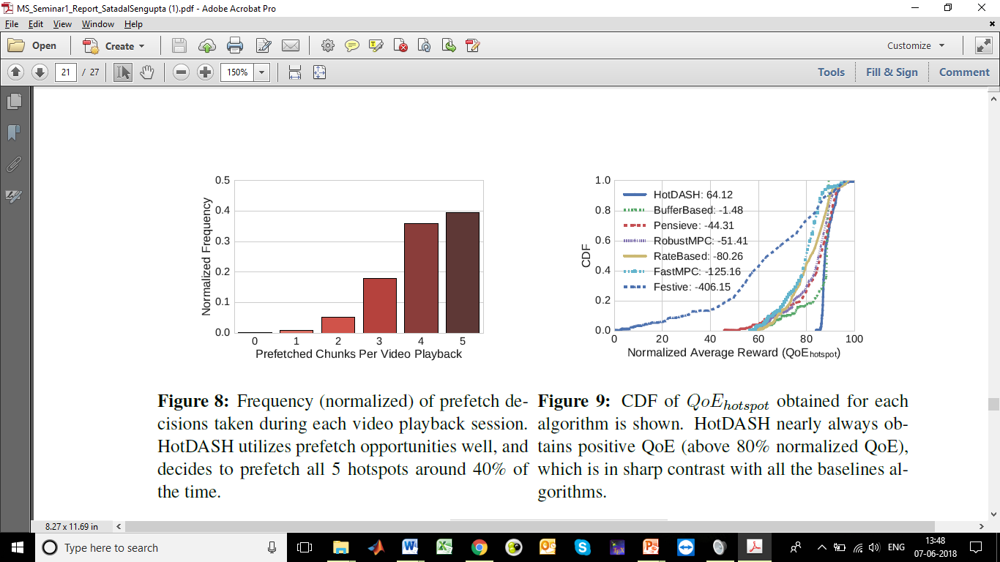 MS_Seminar1_Report_SatadalSengupta (1).pdf - Adobe Acrobat Pro
File Edit View Window Help
Open Create Customize
21 / 27 150% Tools Fill & Sign Comment
0.5
0.4
0.3
0.2
0.1
0.0
Normalized Frequency
0 1 2 3 4 5
Prefetched Chunks Per Video Playback
1.0
0.8
0.6
0.4
0.2
0.0
CDF
HotDASH: 64.12
BufferBased: -1.48
Pensieve: -44.31
RobustMPC: -51.41
RateBased: -80.26
FastMPC: -125.16
Festive: -406.15
0 20 40 60 80 100
Normalized Average Reward (QoEhotspot)
Figure 8: Frequency (normalized) of prefetch de-
cisions taken during each video playback session.
HotDASH utilizes prefetch opportunities well, and
decides to prefetch all 5 hotspots around 40% of
the time.
Figure 9: CDF of QoEhotspot obtained for each
algorithm is shown. HotDASH nearly always ob-
tains positive QoE (above 80% normalized QoE),
which is in sharp contrast with all the baselines al-
gorithms.
8.27 x 11.69 in
Type here to search
ENG
13:48
07-06-2018